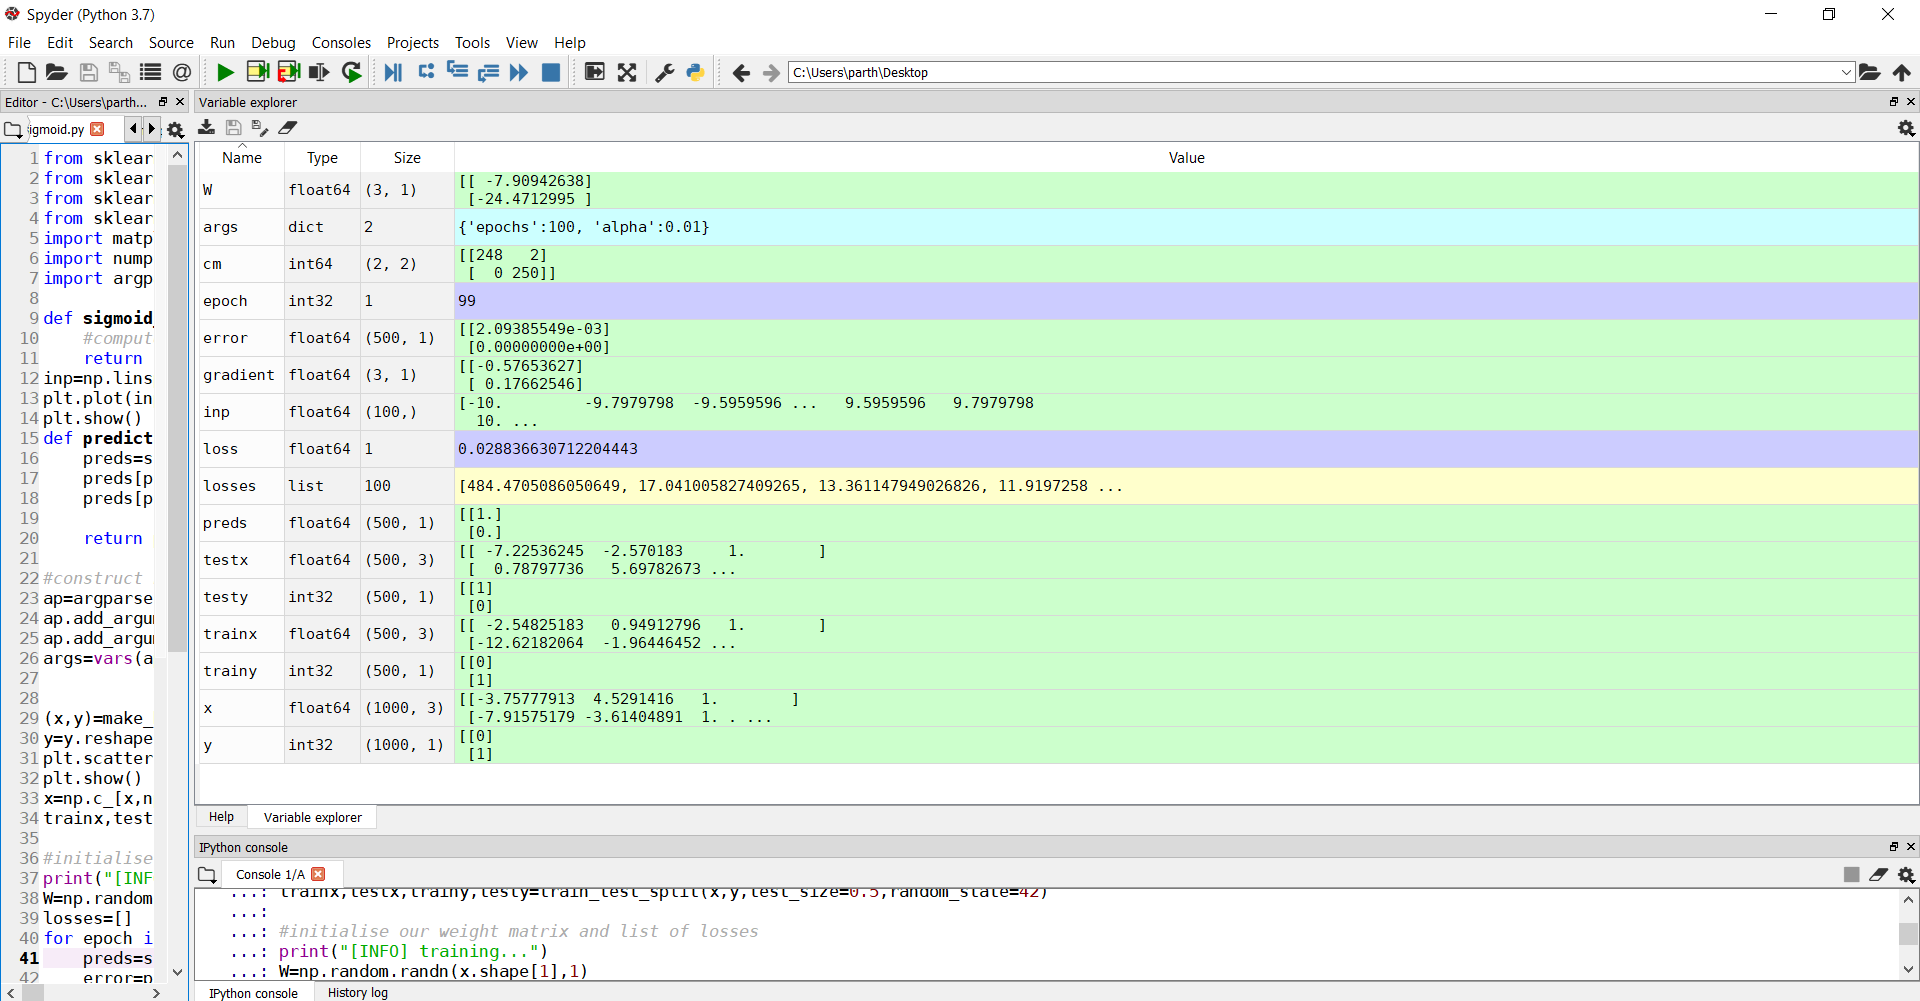 Spyder (Python 3.7)
File Edit Search Source Run Debug Consoles Projects Tools View Help
C:\Users\parth\Desktop
Editor - C:\Users\parth...
igmoid.py
1 from sklear
2 from sklear
3 from sklear
4 from sklear
5 import matp
6 import nump
7 import argp
8
9 def sigmoid_
10 #comput
11 return
12 inp=np.lins
13 plt.plot(in
14 plt.show()
15 def predict
16 preds=s
17 preds[p
18 preds[p
19
20 return
21
22 #construct
23 ap=argparse
24 ap.add_argu
25 ap.add_argu
26 args=vars(a
27
28
29 (x,y)=make_
30 y=y.reshape
31 plt.scatter
32 plt.show()
33 x=np.c_[x,n
34 trainx,test
35
36 #initialise
37 print("[INF
38 W=np.random
39 losses=[]
40 for epoch i
41 preds=s
42 error=p
Variable explorer
Name Type Size Value
W float64 (3, 1) [[ -7.90942638]
[-24.4712995 ]
args dict 2 {'epochs':100, 'alpha':0.01}
cm int64 (2, 2) [[248 2]
[ 0 250]]
epoch int32 1 99
error float64 (500, 1) [[2.09385549e-03]
[0.00000000e+00]
gradient float64 (3, 1) [[-0.57653627]
[ 0.17662546]
inp float64 (100,) [-10. -9.7979798 -9.5959596 ... 9.5959596 9.7979798
10. ...
loss float64 1 0.028836630712204443
losses list 100 [484.4705086050649, 17.041005827409265, 13.361147949026826, 11.9197258 ...
preds float64 (500, 1) [[1.]
[0.]
testx float64 (500, 3) [[ -7.22536245 -2.570183 1. ]
[ 0.78797736 5.69782673 ...
testy int32 (500, 1) [[1]
[0]
trainx float64 (500, 3) [[ -2.54825183 0.94912796 1. ]
[-12.62182064 -1.96446452 ...
trainy int32 (500, 1) [[0]
[1]
x float64 (1000, 3) [[-3.75777913 4.5291416 1. ]
[-7.91575179 -3.61404891 1. . ...
y int32 (1000, 1) [[0]
[1]
Help Variable explorer
IPython console
Console 1/A
...: trainx,testx,trainy,testy=train_test_split(x,y,test_size=0.5,random_state=42)
...:
...: #initialise our weight matrix and list of losses
...: print("[INFO] training...")
...: W=np.random.randn(x.shape[1],1)
IPython console History log